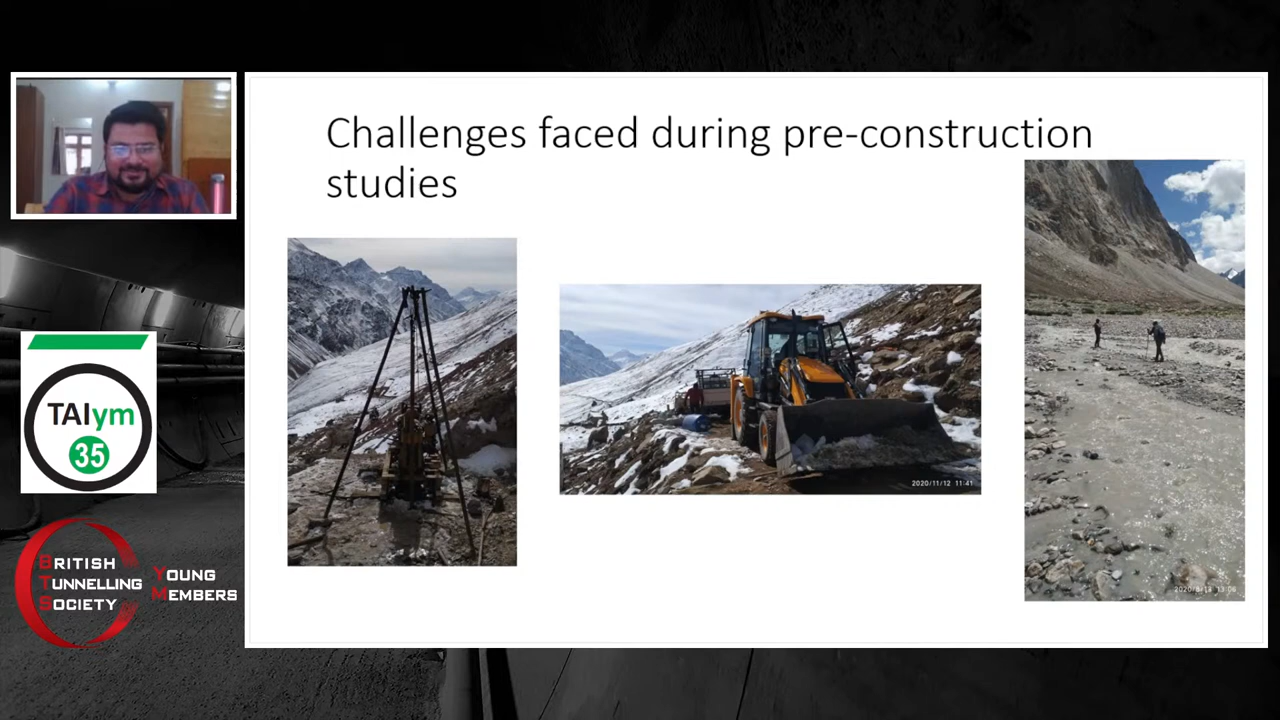 Challenges faced during pre-construction
studies
2020/11/12 11:41
TAIym
35
BRITISH
TUNNELLING
SOCIETY
YOUNG
MEMBERS